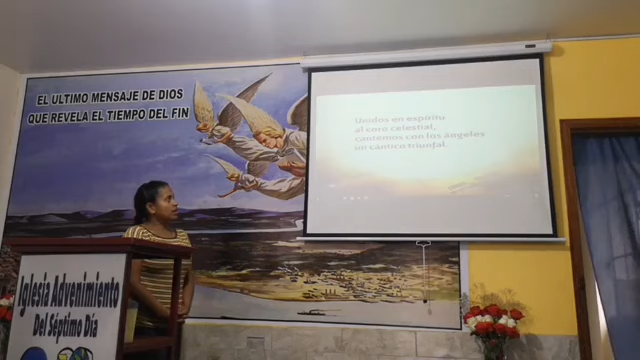 EL ULTIMO MENSAJE DE DIOS
QUE REVELA EL TIEMPO DEL FIN
Unidos en espíritu
al coro celestial,
cantemos con los ángeles
un cántico triunfal.
Iglesia Advenimiento
Del Séptimo Día